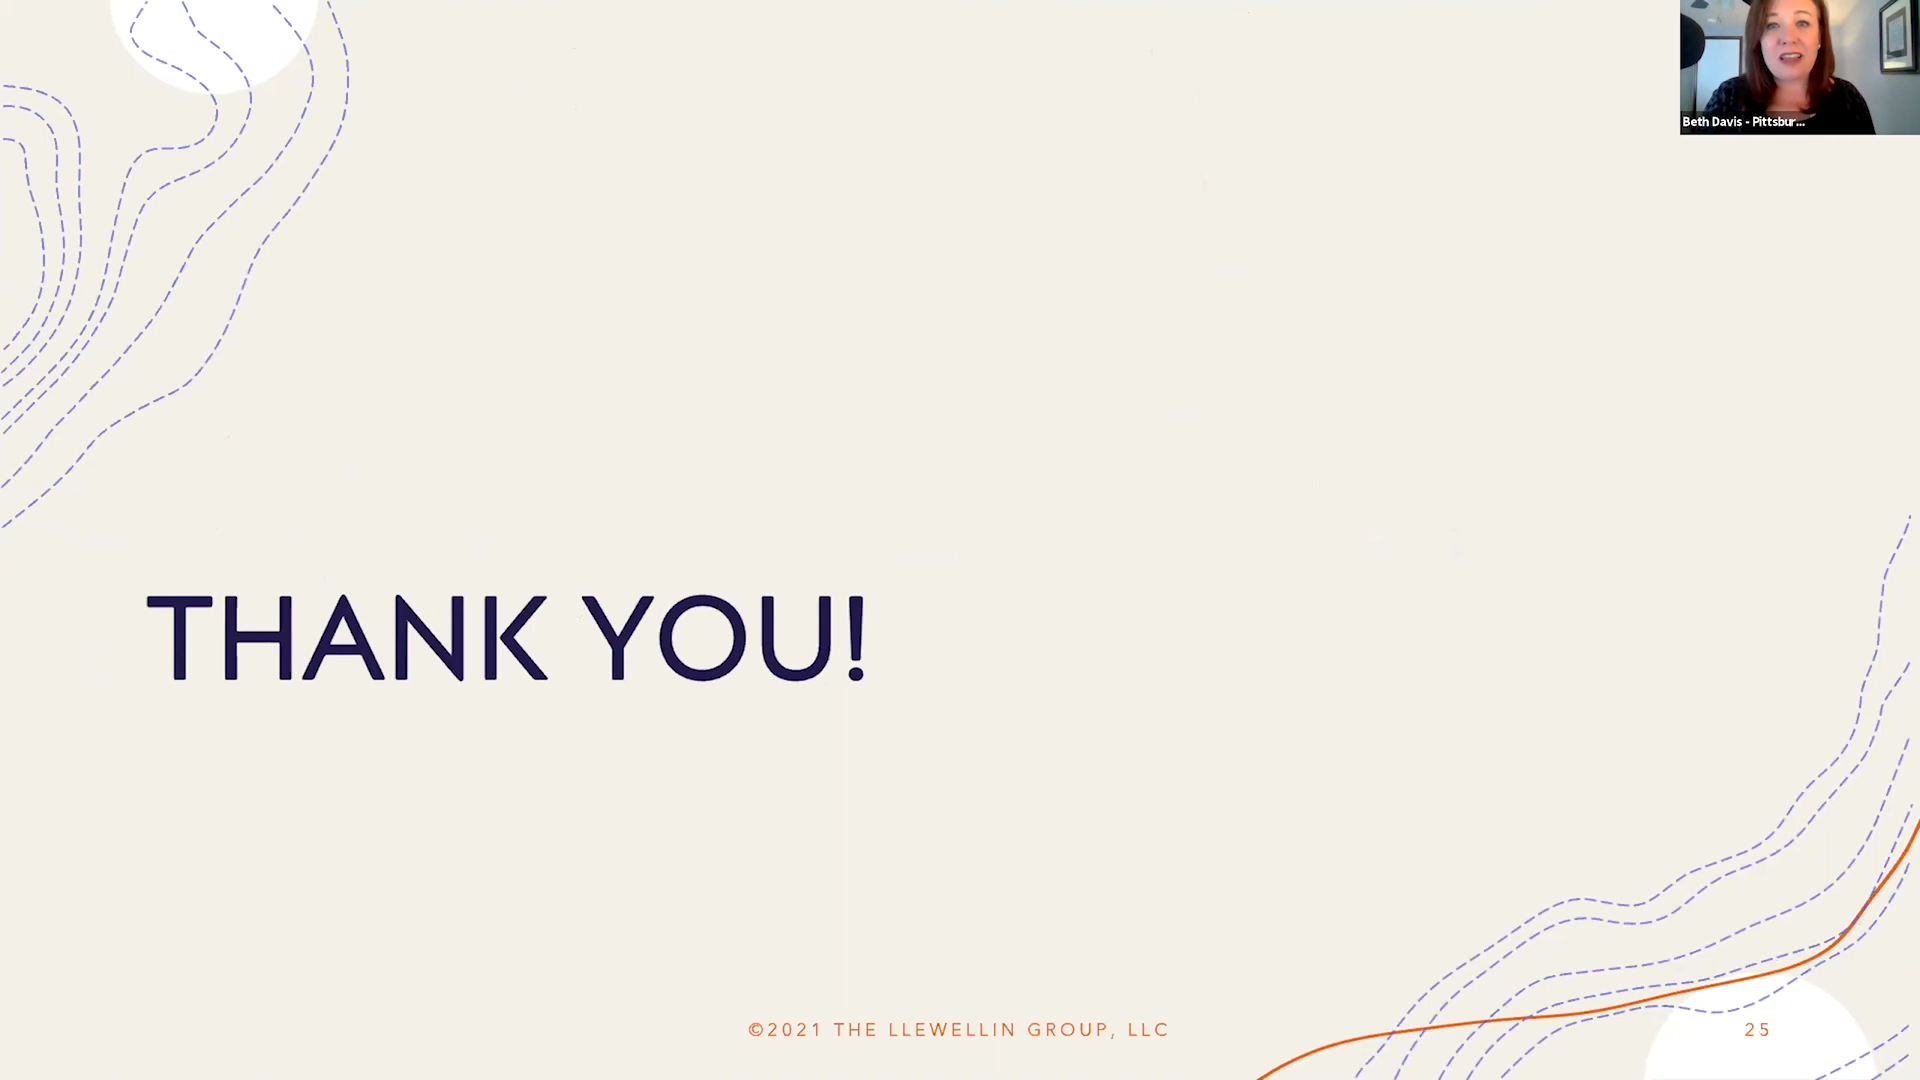 Beth Davis - Pittsbur...
THANK YOU!
©2021 THE LLEWELLIN GROUP, LLC
25